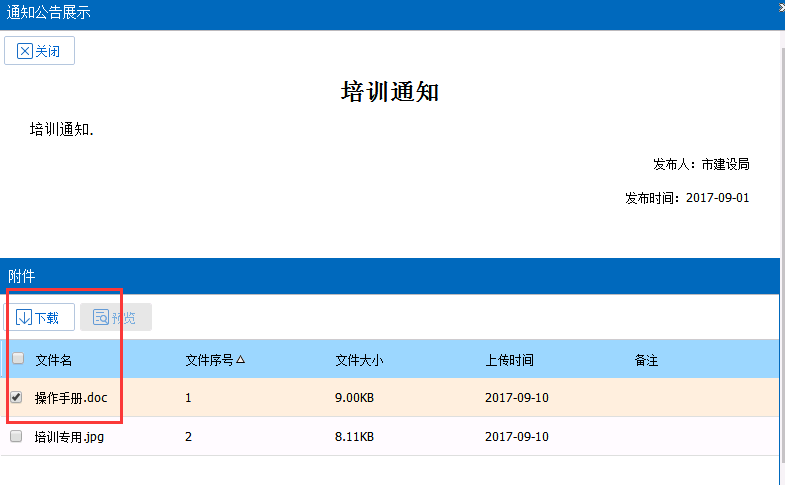 通知公告展示
关闭
培训通知
培训通知.
发布人：市建设局
发布时间：2017-09-01
附件
下载 预览
文件名 文件序号 文件大小 上传时间 备注
操作手册.doc 1 9.00KB 2017-09-10
培训专用.jpg 2 8.11KB 2017-09-10